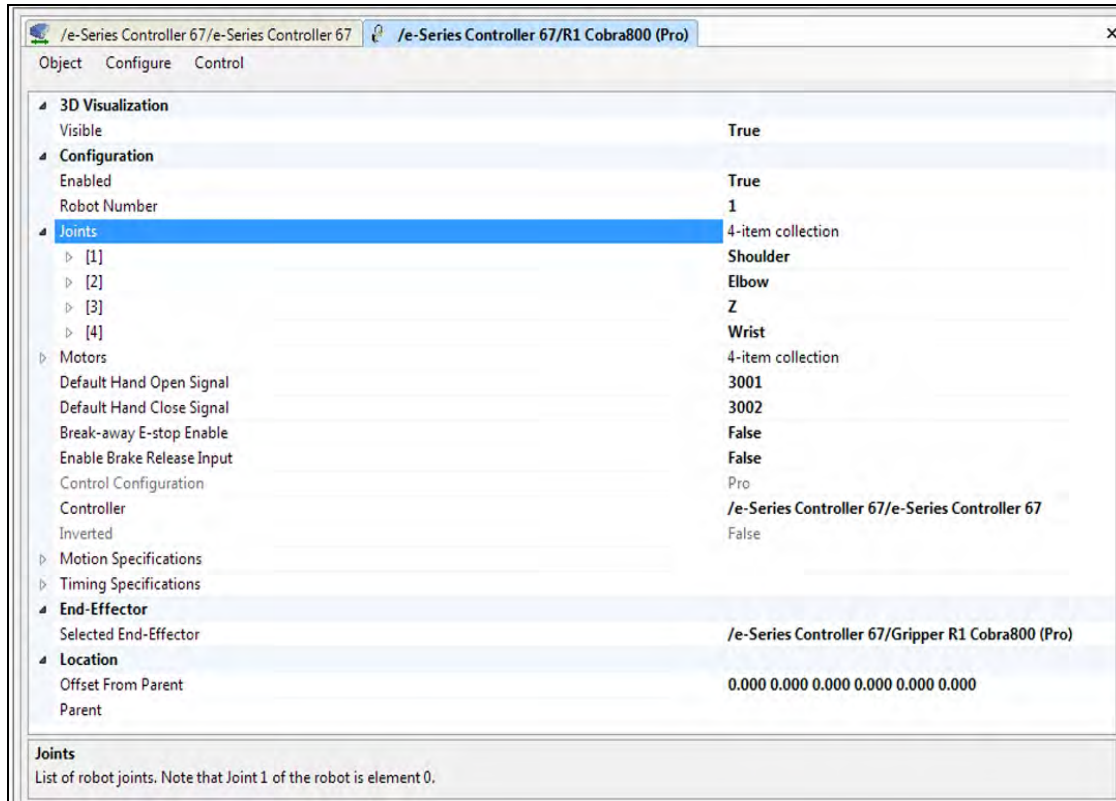 /e-Series Controller 67/e-Series Controller 67 /e-Series Controller 67/R1 Cobra800 (Pro)
Object Configure Control
3D Visualization
Visible True
Configuration
Enabled True
Robot Number 1
Joints 4-item collection
[1] Shoulder
[2] Elbow
[3] Z
[4] Wrist
Motors 4-item collection
Default Hand Open Signal 3001
Default Hand Close Signal 3002
Break-away E-stop Enable False
Enable Brake Release Input False
Control Configuration Pro
Controller /e-Series Controller 67/e-Series Controller 67
Inverted False
Motion Specifications
Timing Specifications
End-Effector
Selected End-Effector /e-Series Controller 67/Gripper R1 Cobra800 (Pro)
Location
Offset From Parent 0.000 0.000 0.000 0.000 0.000 0.000
Parent
Joints
List of robot joints. Note that Joint 1 of the robot is element 0.